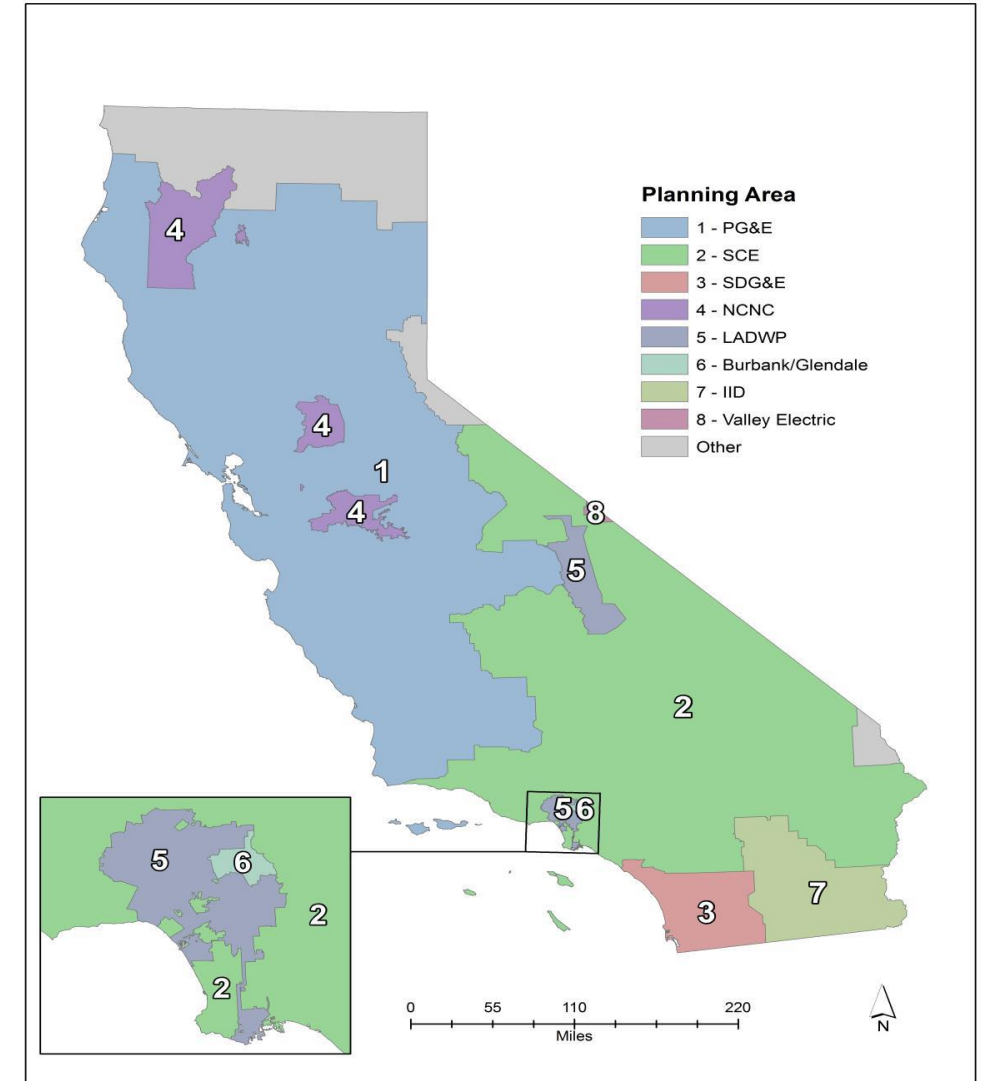 Planning Area
1 - PG&E
2 - SCE
3 - SDG&E
4 - NCNC
5 - LADWP
6 - Burbank/Glendale
7 - IID
8 - Valley Electric
Other
4
4
1
4
8
5
2
5 6
3
7
5
6
2
2
0 55 110 220
Miles
N